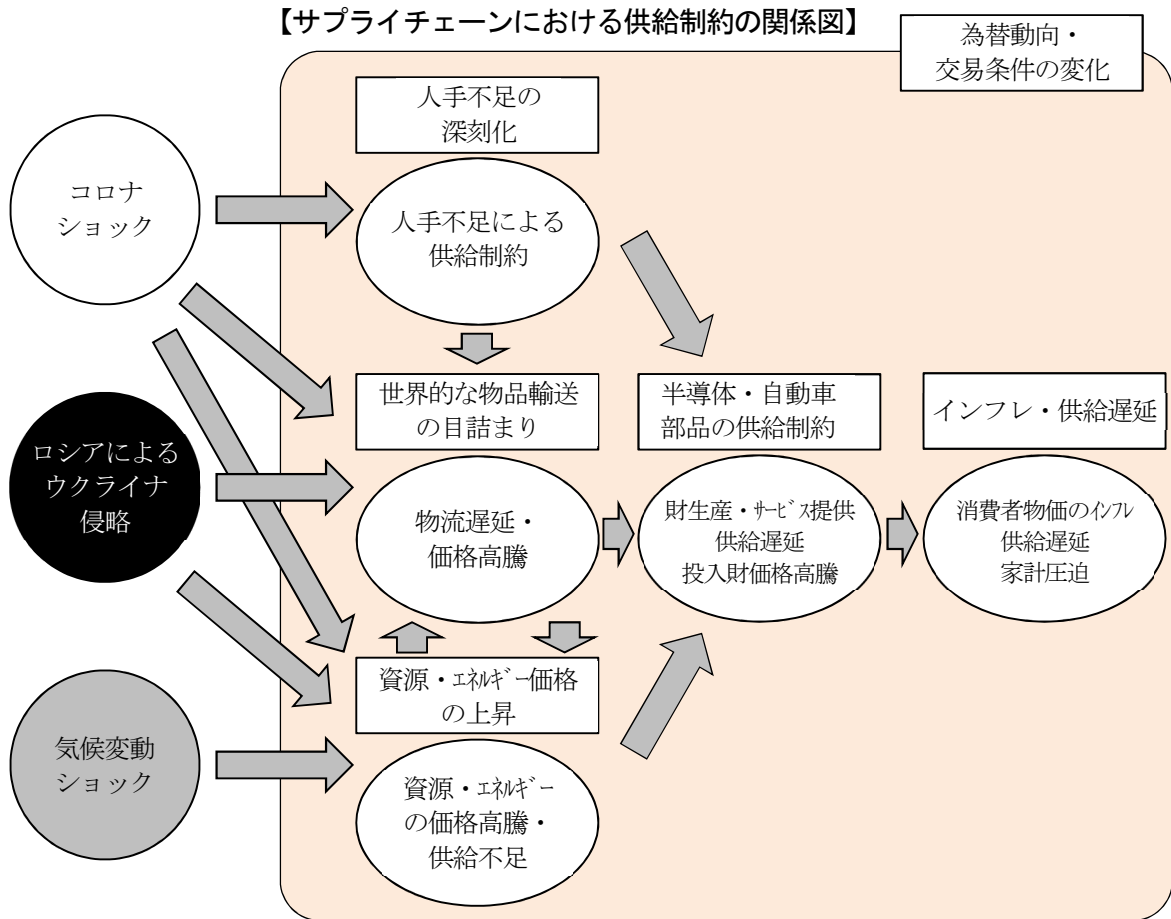 【サプライチェーンにおける供給制約の関係図】
為替動向・
交易条件の変化
人手不足の
深刻化
コロナ
ショック
人手不足による
供給制約
世界的な物品輸送
の目詰まり
半導体・自動車
部品の供給制約
インフレ・供給遅延
ロシアによる
ウクライナ
侵略
物流遅延・
価格高騰
財生産・ｻｰﾋﾞｽ提供
供給遅延
投入財価格高騰
消費者物価のｲﾝﾌﾚ
供給遅延
家計圧迫
資源・ｴﾈﾙｷﾞｰ価格
の上昇
気候変動
ショック
資源・ｴﾈﾙｷﾞｰ
の価格高騰・
供給不足